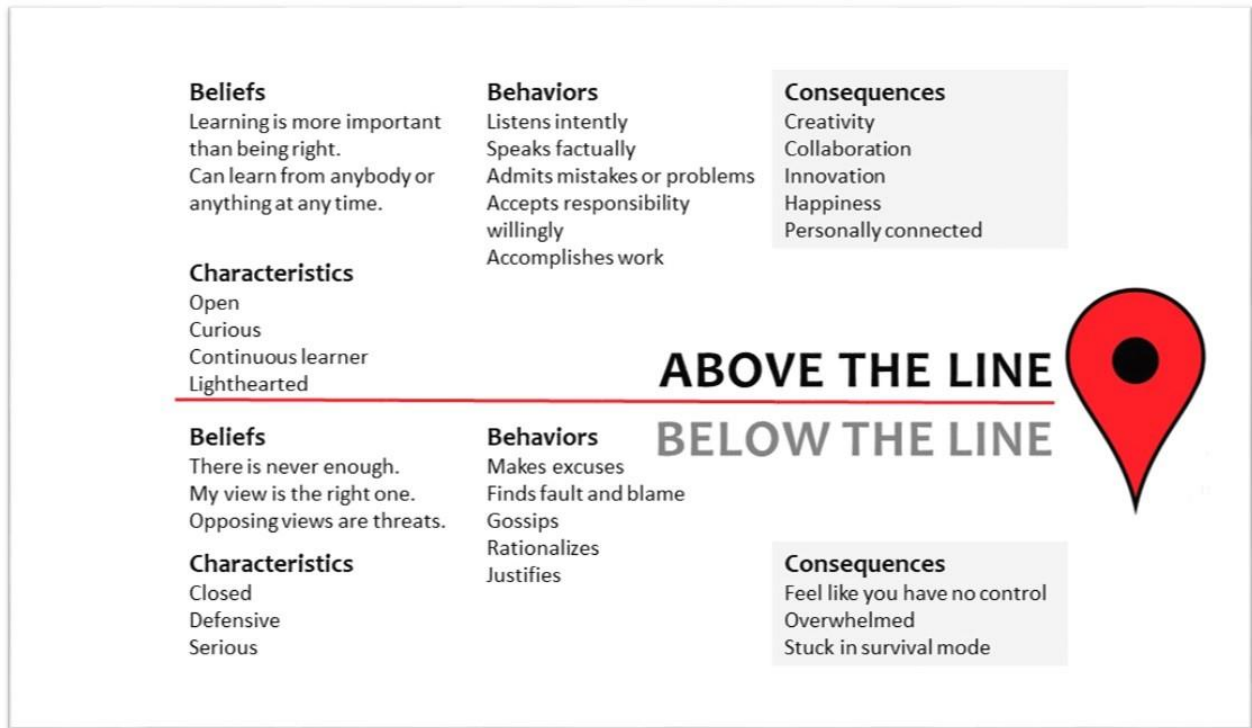 Beliefs
Learning is more important
than being right.
Can learn from anybody or
anything at any time.
Characteristics
Open
Curious
Continuous learner
Lighthearted
Behaviors
Listens intently
Speaks factually
Admits mistakes or problems
Accepts responsibility
willingly
Accomplishes work
Consequences
Creativity
Collaboration
Innovation
Happiness
Personally connected
ABOVE THE LINE
BELOW THE LINE
Beliefs
There is never enough.
My view is the right one.
Opposing views are threats.
Characteristics
Closed
Defensive
Serious
Behaviors
Makes excuses
Finds fault and blame
Gossips
Rationalizes
Justifies
Consequences
Feel like you have no control
Overwhelmed
Stuck in survival mode